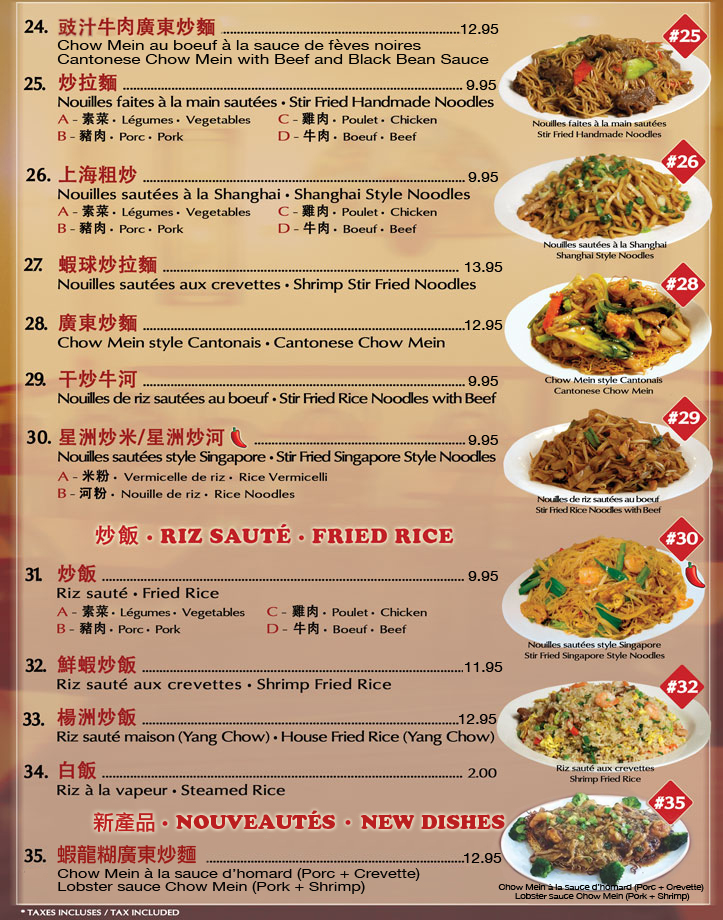 24. 豉汁牛肉廣東炒麵 12.95
Chow Mein au boeuf à la sauce de fèves noires
Cantonese Chow Mein with Beef and Black Bean Sauce
25. 炒拉麵 9.95
Nouilles faites à la main sautées • Stir Fried Handmade Noodles
A - 素菜 • Légumes • Vegetables C - 雞肉 • Poulet • Chicken
B - 豬肉 • Porc • Pork D - 牛肉 • Boeuf • Beef
#25
Nouilles faites à la main sautées
Stir Fried Handmade Noodles
26. 上海粗炒 9.95
Nouilles sautées à la Shanghai • Shanghai Style Noodles
A - 素菜 • Légumes • Vegetables C - 雞肉 • Poulet • Chicken
B - 豬肉 • Porc • Pork D - 牛肉 • Boeuf • Beef
#26
Nouilles sautées à la Shanghai
Shanghai Style Noodles
27. 蝦球炒拉麵 13.95
Nouilles sautées aux crevettes • Shrimp Stir Fried Noodles
28. 廣東炒麵 12.95
Chow Mein style Cantonais • Cantonese Chow Mein
#28
Chow Mein style Cantonais
Cantonese Chow Mein
29. 干炒牛河 9.95
Nouilles de riz sautées au boeuf • Stir Fried Rice Noodles with Beef
#29
Nouilles de riz sautées au boeuf
Stir Fried Rice Noodles with Beef
30. 星洲炒米/星洲炒河 9.95
Nouilles sautées style Singapore • Stir Fried Singapore Style Noodles
A - 米粉 • Vermicelle de riz • Rice Vermicelli
B - 河粉 • Nouille de riz • Rice Noodles
#30
Nouilles sautées style Singapore
Stir Fried Singapore Style Noodles
炒飯 • RIZ SAUTÉ • FRIED RICE
31. 炒飯 9.95
Riz sauté • Fried Rice
A - 素菜 • Légumes • Vegetables C - 雞肉 • Poulet • Chicken
B - 豬肉 • Porc • Pork D - 牛肉 • Boeuf • Beef
32. 鮮蝦炒飯 11.95
Riz sauté aux crevettes • Shrimp Fried Rice
#32
Riz sauté aux crevettes
Shrimp Fried Rice
33. 楊洲炒飯 12.95
Riz sauté maison (Yang Chow) • House Fried Rice (Yang Chow)
34. 白飯 2.00
Riz à la vapeur • Steamed Rice
新產品 • NOUVEAUTÉS • NEW DISHES
35. 蝦龍糊廣東炒麵 12.95
Chow Mein à la sauce d'homard (Porc + Crevette)
Lobster sauce Chow Mein (Pork + Shrimp)
#35
Chow Mein à la sauce d'homard (Porc + Crevette)
Lobster sauce Chow Mein (Pork + Shrimp)
* TAXES INCLUSES / TAX INCLUDED